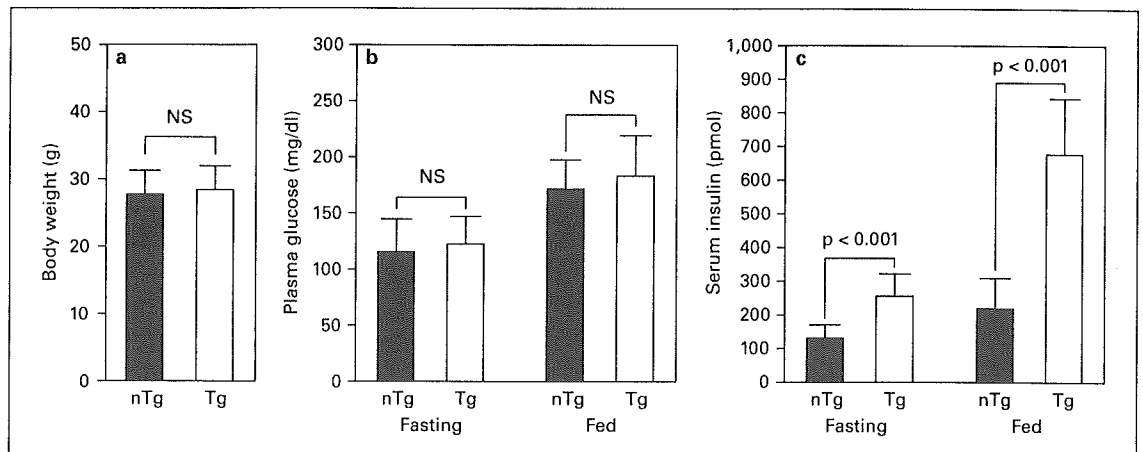 a
50
40
30
20
10
0
Body weight (g)
NS
nTg Tg
b
300
250
200
150
100
50
0
Plasma glucose (mg/dl)
NS
NS
nTg Tg nTg Tg
Fasting Fed
c
1,000
900
800
700
600
500
400
300
200
100
0
Serum insulin (pmol)
p < 0.001
p < 0.001
nTg Tg nTg Tg
Fasting Fed